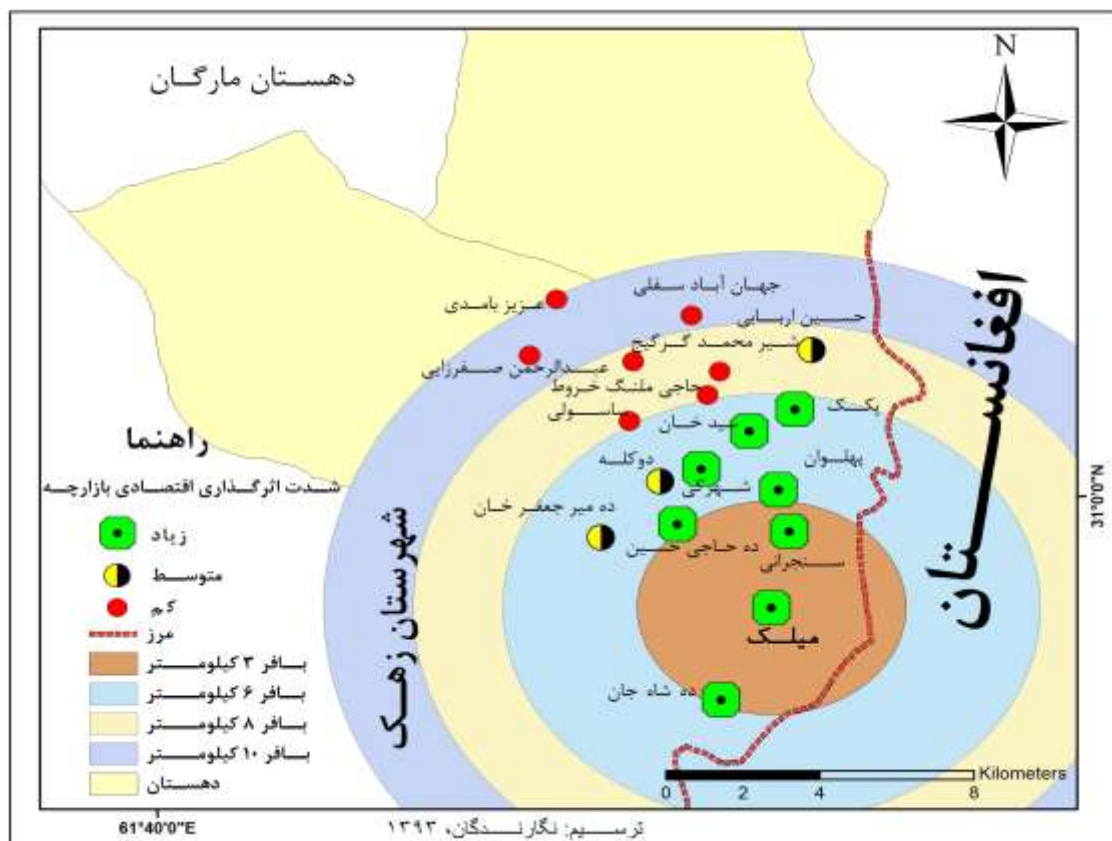 دهستان مارگان
N
جهان آباد سفلی
عزیز بامدی
حسین اربابی
شیر محمد گرگیج
عبدالرحمن صفرزایی
حاجی ملنگ خروط
ساسولی
پکک
سید خان
پهلوان
دوکله
شهرکی
ده میر جعفر خان
ده حاجی حسین
سنجرانی
میلک
ده شاه جان
افغانستان
شهرستان زهک
راهنما
شدت اثرگذاری اقتصادی بازارچه
زیاد
متوسط
کم
مرز
بافر ۳ کیلومتر
بافر ۶ کیلومتر
بافر ۸ کیلومتر
بافر ۱۰ کیلومتر
دهستان
Kilometers
0 2 4 8
31°0'0"N
61°40'0"E
ترسیم: نگارندگان، ۱۳۹۳